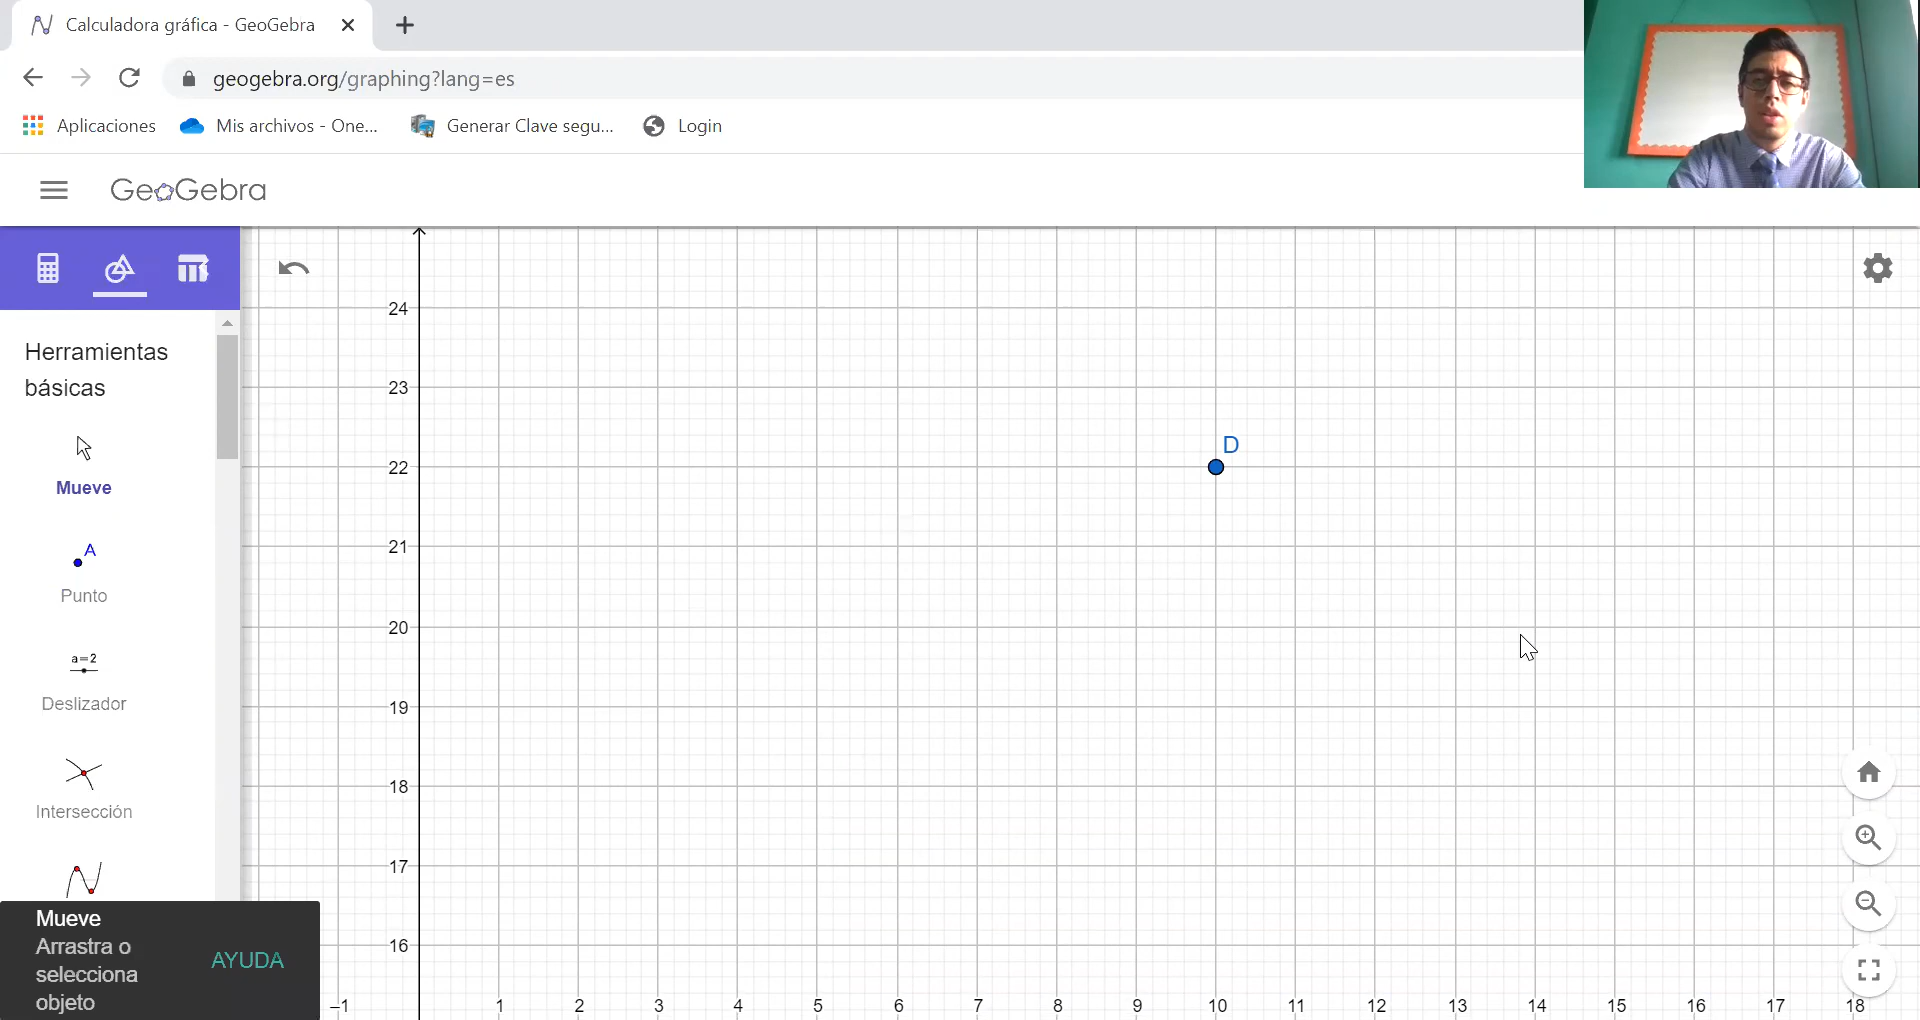 Calculadora gráfica - GeoGebra
geogebra.org/graphing?lang=es
Aplicaciones
Mis archivos - One...
Generar Clave segu...
Login
GeoGebra
Herramientas
básicas
Mueve
A
Punto
a=2
Deslizador
Intersección
Mueve
Arrastra o
selecciona
objeto
AYUDA
24
23
22
21
20
19
18
17
16
D
–1 1 2 3 4 5 6 7 8 9 10 11 12 13 14 15 16 17 18